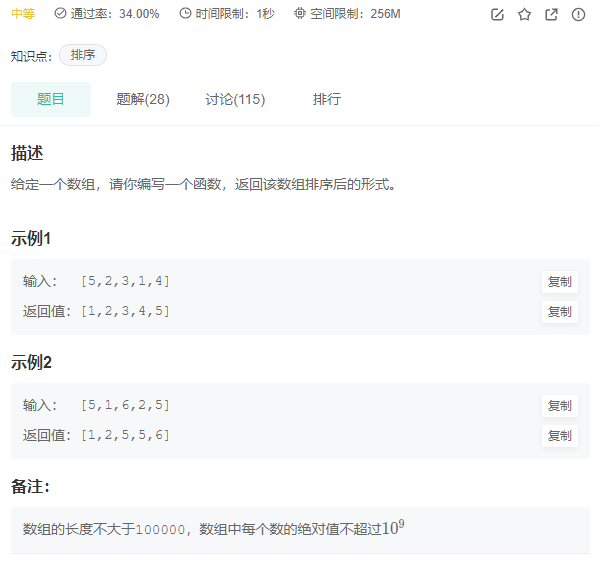 中等 通过率：34.00% 时间限制：1秒 空间限制：256M
知识点： 排序
题目 题解(28) 讨论(115) 排行
描述
给定一个数组，请你编写一个函数，返回该数组排序后的形式。
示例1
输入： [5,2,3,1,4] 复制
返回值： [1,2,3,4,5] 复制
示例2
输入： [5,1,6,2,5] 复制
返回值： [1,2,5,5,6] 复制
备注：
数组的长度不大于100000，数组中每个数的绝对值不超过10⁹